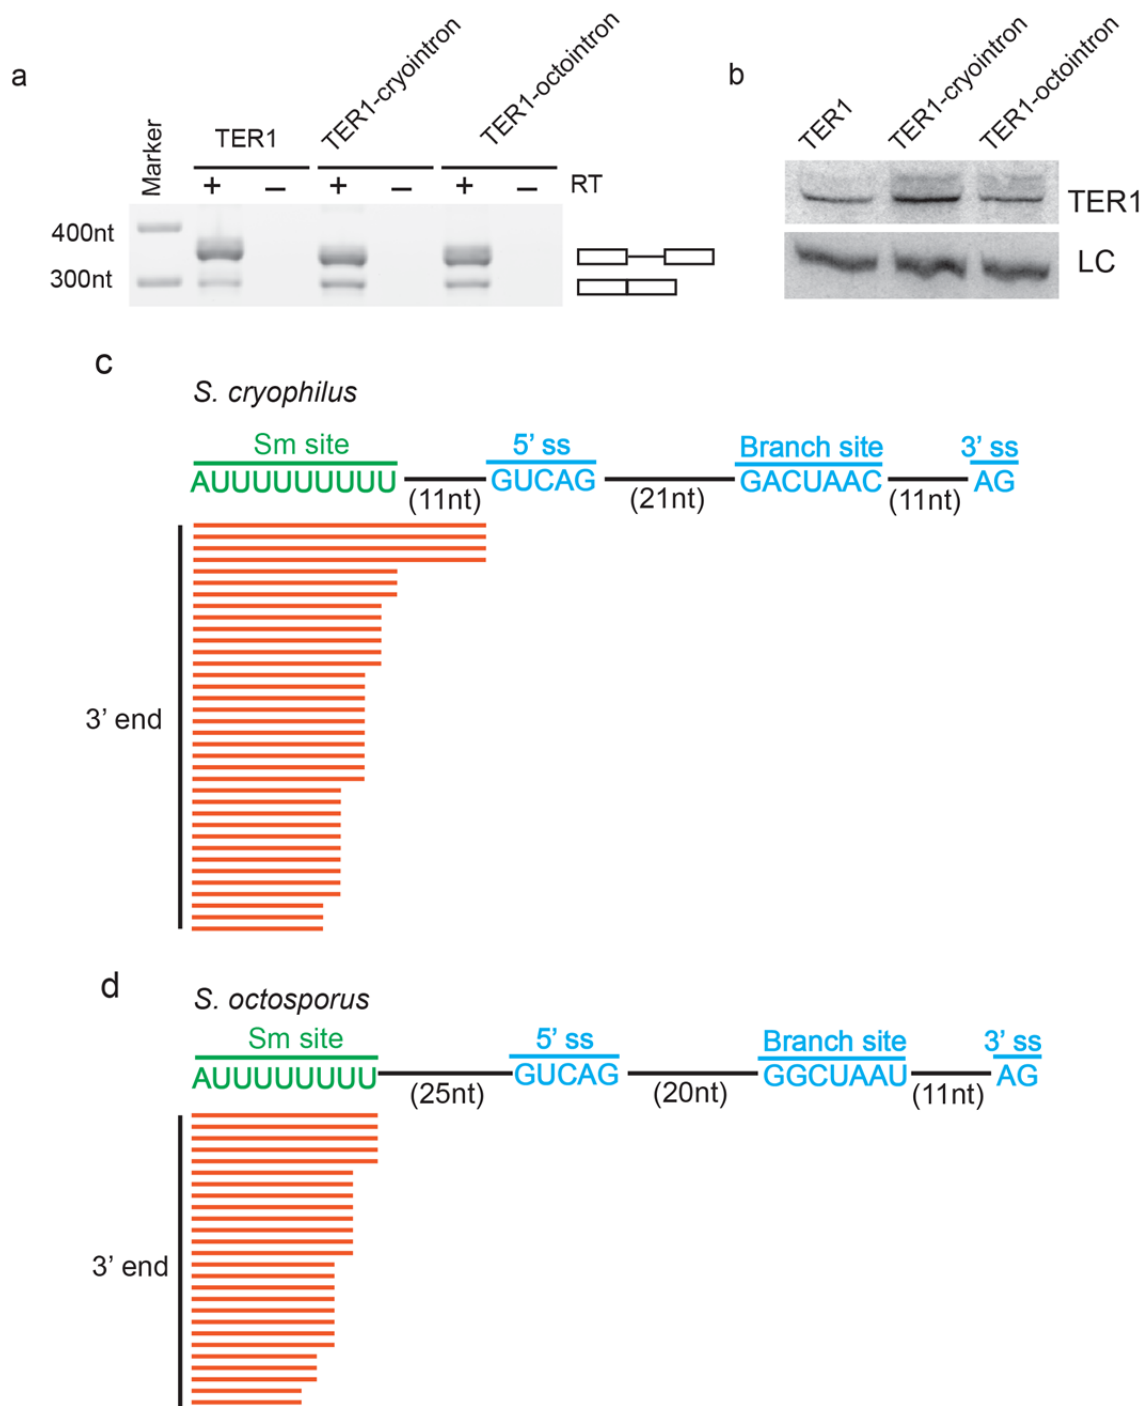 a
Marker
TER1
TER1-cryointron
TER1-octointron
+ – + – + – RT
400nt
300nt
b
TER1
TER1-cryointron
TER1-octointron
TER1
LC
c
S. cryophilus
Sm site 5' ss Branch site 3' ss
AUUUUUUUUU (11nt) GUCAG (21nt) GACUAAC (11nt) AG
3' end
d
S. octosporus
Sm site 5' ss Branch site 3' ss
AUUUUUUUU (25nt) GUCAG (20nt) GGCUAAU (11nt) AG
3' end